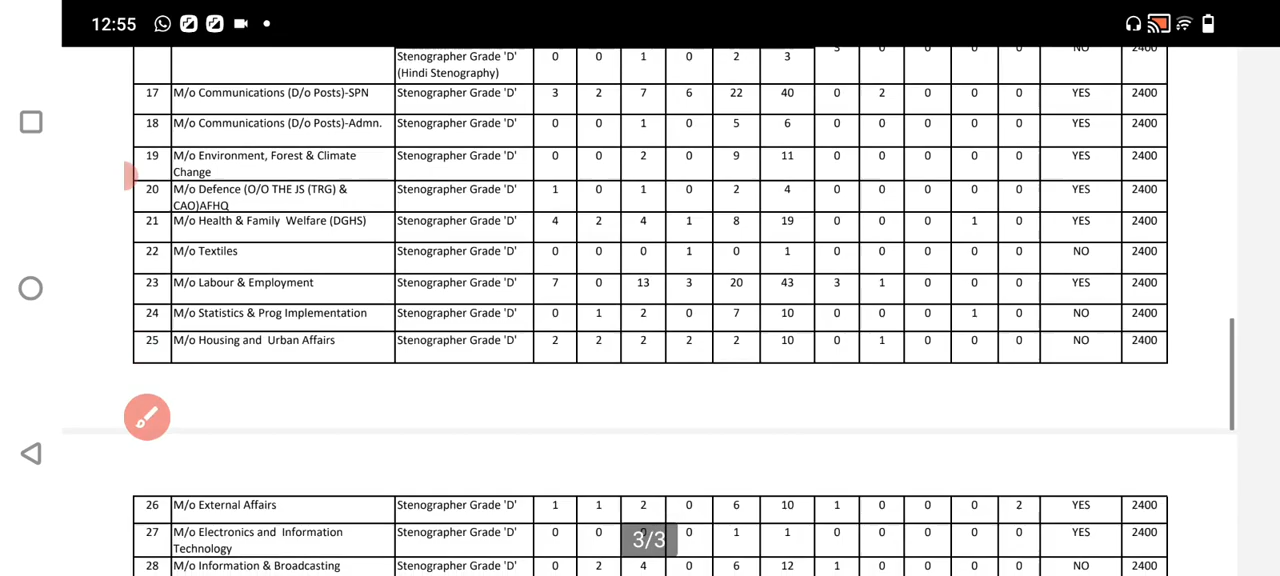 12:55
Stenographer Grade 'D' 0 0 1 0 2 3 3 0 0 0 0 NO 2400
(Hindi Stenography)
17 M/o Communications (D/o Posts)-SPN Stenographer Grade 'D' 3 2 7 6 22 40 0 2 0 0 0 YES 2400
18 M/o Communications (D/o Posts)-Admn. Stenographer Grade 'D' 0 0 1 0 5 6 0 0 0 0 0 YES 2400
19 M/o Environment, Forest & Climate Stenographer Grade 'D' 0 0 2 0 9 11 0 0 0 0 0 YES 2400
Change
20 M/o Defence (O/O THE JS (TRG) & Stenographer Grade 'D' 1 0 1 0 2 4 0 0 0 0 0 YES 2400
CAO)AFHQ
21 M/o Health & Family Welfare (DGHS) Stenographer Grade 'D' 4 2 4 1 8 19 0 0 0 1 0 YES 2400
22 M/o Textiles Stenographer Grade 'D' 0 0 0 1 0 1 0 0 0 0 0 NO 2400
23 M/o Labour & Employment Stenographer Grade 'D' 7 0 13 3 20 43 3 1 0 0 0 YES 2400
24 M/o Statistics & Prog Implementation Stenographer Grade 'D' 0 1 2 0 7 10 0 0 0 1 0 NO 2400
25 M/o Housing and Urban Affairs Stenographer Grade 'D' 2 2 2 2 2 10 0 1 0 0 0 NO 2400
26 M/o External Affairs Stenographer Grade 'D' 1 1 2 0 6 10 1 0 0 0 2 YES 2400
27 M/o Electronics and Information Stenographer Grade 'D' 0 0 0 1 1 0 0 0 0 0 YES 2400
Technology
3/3
28 M/o Information & Broadcasting Stenographer Grade 'D' 0 2 4 0 6 12 1 0 0 0 0 NO 2400